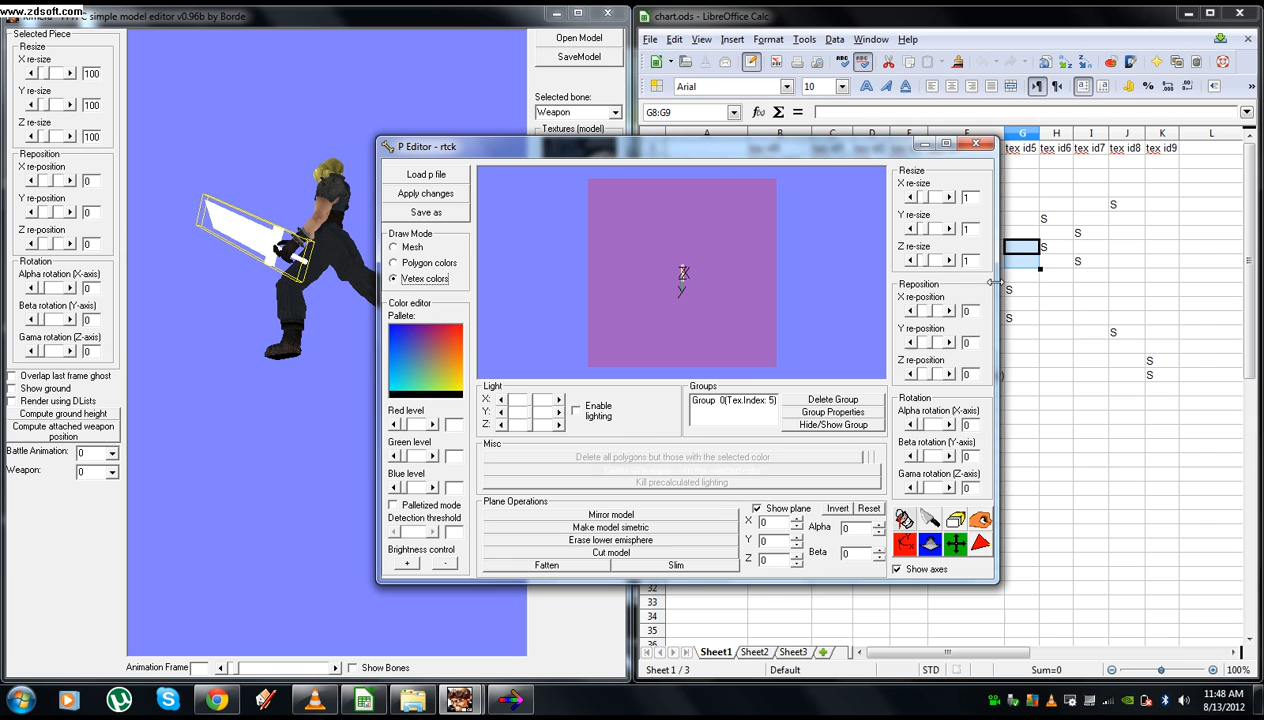 www.zdsoft.com
PC simple model editor v0.96b by Borde
Selected Piece
Resize
X re-size
100
Y re-size
100
Z re-size
100
Reposition
X re-position
0
Y re-position
0
Z re-position
0
Rotation
Alpha rotation (X-axis)
0
Beta rotation (Y-axis)
0
Gama rotation (Z-axis)
0
Overlap last frame ghost
Show ground
Render using DLists
Compute ground height
Compute attached weapon
position
Battle Animation: 0
Weapon: 0
Animation Frame
Show Bones
Open Model
SaveModel
Selected bone:
Weapon
Textures (model)
P Editor - rtck
Load p file
Apply changes
Save as
Draw Mode
Mesh
Polygon colors
Vetex colors
Color editor
Pallete:
Red level
Green level
Blue level
Palletized mode
Detection threshold
Brightness control
+ -
X
y
Light
X:
Y:
Z:
Enable
lighting
Groups
Group 0(Tex.Index: 5)
Delete Group
Group Properties
Hide/Show Group
Misc
Delete all polygons but those with the selected color
Kill precalculated lighting
Plane Operations
Mirror model
Make model simetric
Erase lower emisphere
Cut model
Fatten Slim
Show plane Invert Reset
X 0 Alpha 0
Y 0
Z 0 Beta 0
Resize
X re-size
1
Y re-size
1
Z re-size
1
Reposition
X re-position
0
Y re-position
0
Z re-position
0
Rotation
Alpha rotation (X-axis)
0
Beta rotation (Y-axis)
0
Gama rotation (Z-axis)
0
Show axes
chart.ods - LibreOffice Calc
File Edit View Insert Format Tools Data Window Help
Arial 10
G8:G9
G H I J K L
tex id5 tex id6 tex id7 tex id8 tex id9
S
S
S
S
S
S
S
S
S
S
32
33
34
35
36
Sheet1 Sheet2 Sheet3
Sheet 1 / 3 Default STD Sum=0 100%
11:48 AM
8/13/2012